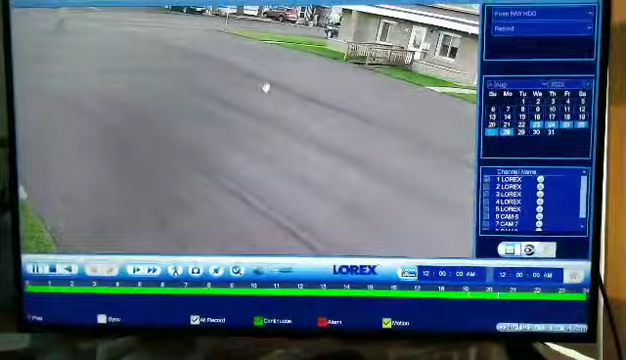 From R/W HDD
Record
Aug
Su Mo Tu We Th Fr Sa
1 2 3 4 5
6 7 8 9 10 11 12
13 14 15 16 17 18 19
20 21 22 23 24 25 26
27 28 29 30 31
Channel Name
1 LOREX
2 LOREX
3 LOREX
4 LOREX
5 LOREX
6 CAM 6
7 CAM 7
LOREX
12 : 00 : 00 AM
12 : 00 : 00 AM
0 1 2 3 4 5 6 7 8 9 10 11 12 13 14 15 16 17 18 19 20 21 22 23 24
Sync
All Record
Continuous
Alarm
Motion